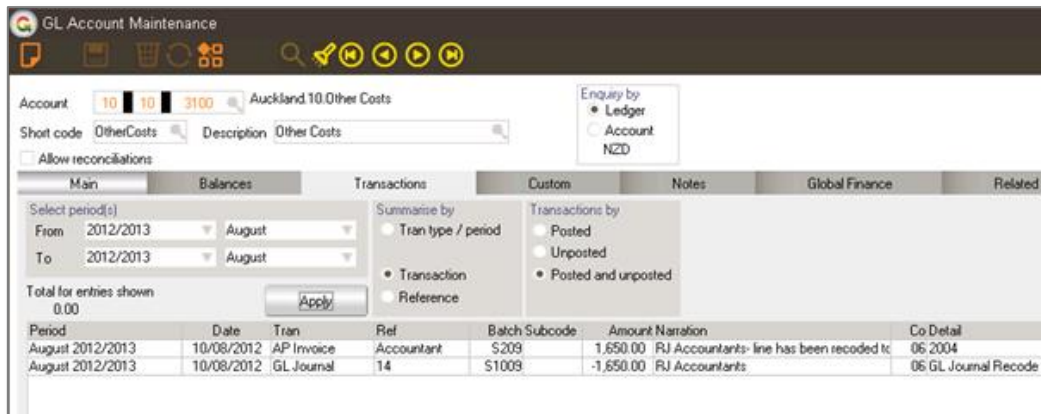 GL Account Maintenance
Account 10 10 3100 Auckland.10.Other Costs
Short code OtherCosts Description Other Costs
Allow reconciliations
Enquiry by
Ledger
Account
NZD
Main Balances Transactions Custom Notes Global Finance Related
Select period(s)
From 2012/2013 August
To 2012/2013 August
Total for entries shown
0.00
Apply
Summarise by
Tran type / period
Transaction
Reference
Transactions by
Posted
Unposted
Posted and unposted
Period Date Tran Ref Batch Subcode Amount Narration Co Detail
August 2012/2013 10/08/2012 AP Invoice Accountant S209 1,650.00 RJ Accountants- line has been recoded to 06 2004
August 2012/2013 10/08/2012 GL Journal 14 S1009 -1,650.00 RJ Accountants 06 GL Journal Recode